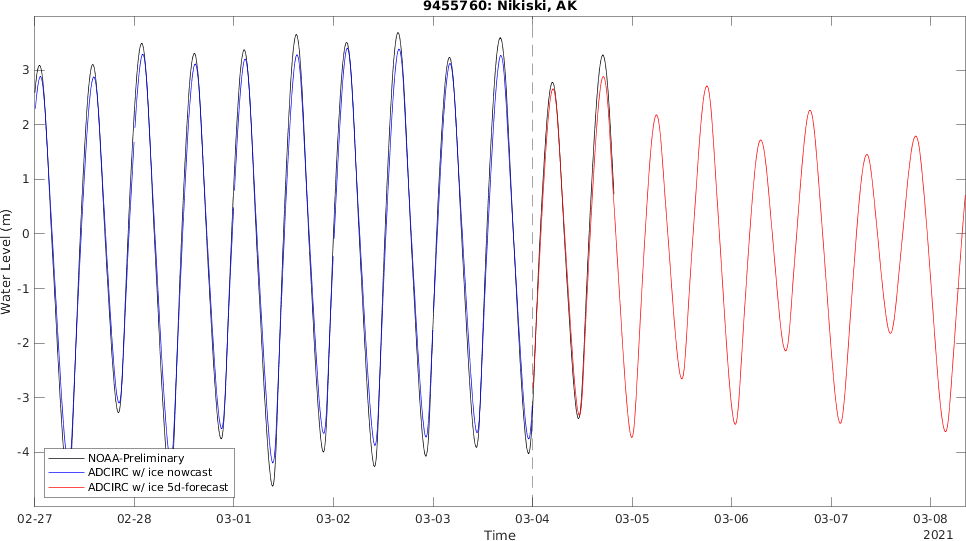 9455760: Nikiski, AK
Water Level (m)
3
2
1
0
-1
-2
-3
-4
NOAA-Preliminary
ADCIRC w/ ice nowcast
ADCIRC w/ ice 5d-forecast
02-27 02-28 03-01 03-02 03-03 03-04 03-05 03-06 03-07 03-08
Time
2021